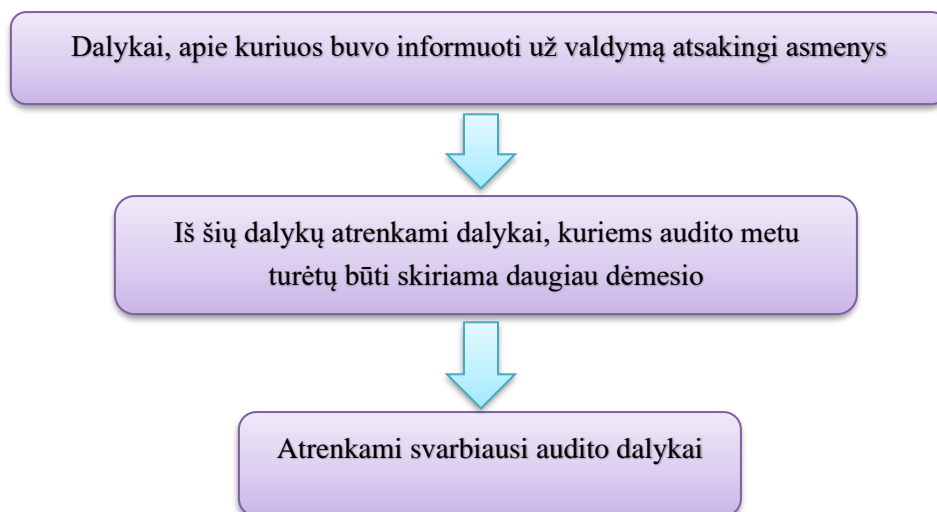 Dalykai, apie kuriuos buvo informuoti už valdymą atsakingi asmenys
Iš šių dalykų atrenkami dalykai, kuriems audito metu
turėtų būti skiriama daugiau dėmesio
Atrenkami svarbiausi audito dalykai